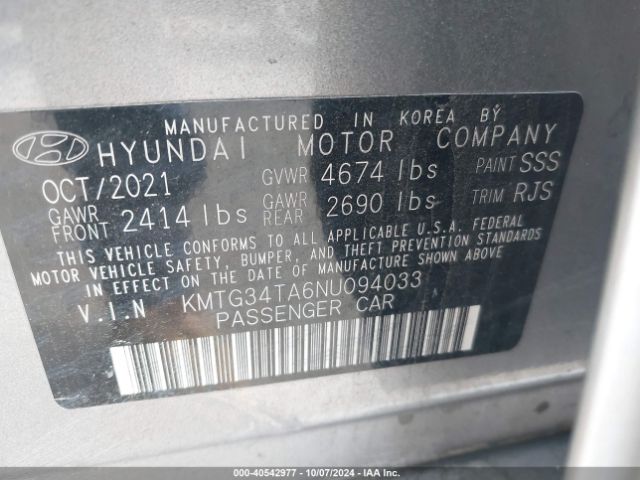 MANUFACTURED IN KOREA BY
HYUNDAI MOTOR COMPANY
OCT/2021 GVWR 4674 lbs PAINT SSS
GAWR FRONT 2414 lbs GAWR REAR 2690 lbs TRIM RJS
THIS VEHICLE CONFORMS TO ALL APPLICABLE U.S.A. FEDERAL
MOTOR VEHICLE SAFETY, BUMPER, AND THEFT PREVENTION STANDARDS
IN EFFECT ON THE DATE OF MANUFACTURE SHOWN ABOVE
V.I.N KMTG34TA6NU094033
PASSENGER CAR
000-40542977 - 10/07/2024 - IAA Inc.